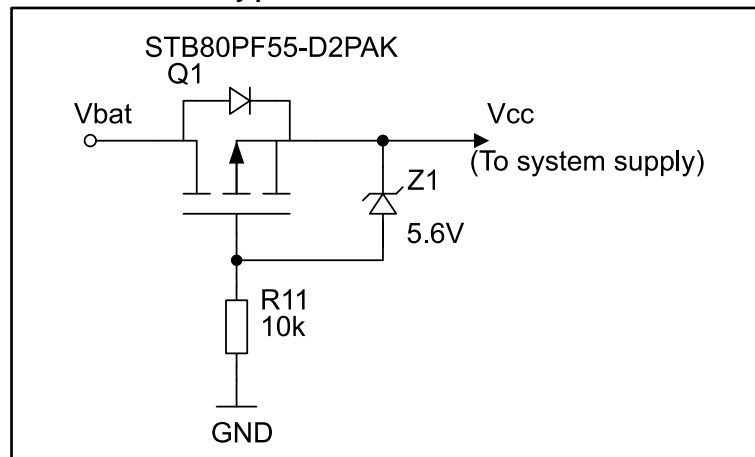 STB80PF55-D2PAK
Q1
Vbat
Vcc
(To system supply)
Z1
5.6V
R11
10k
GND